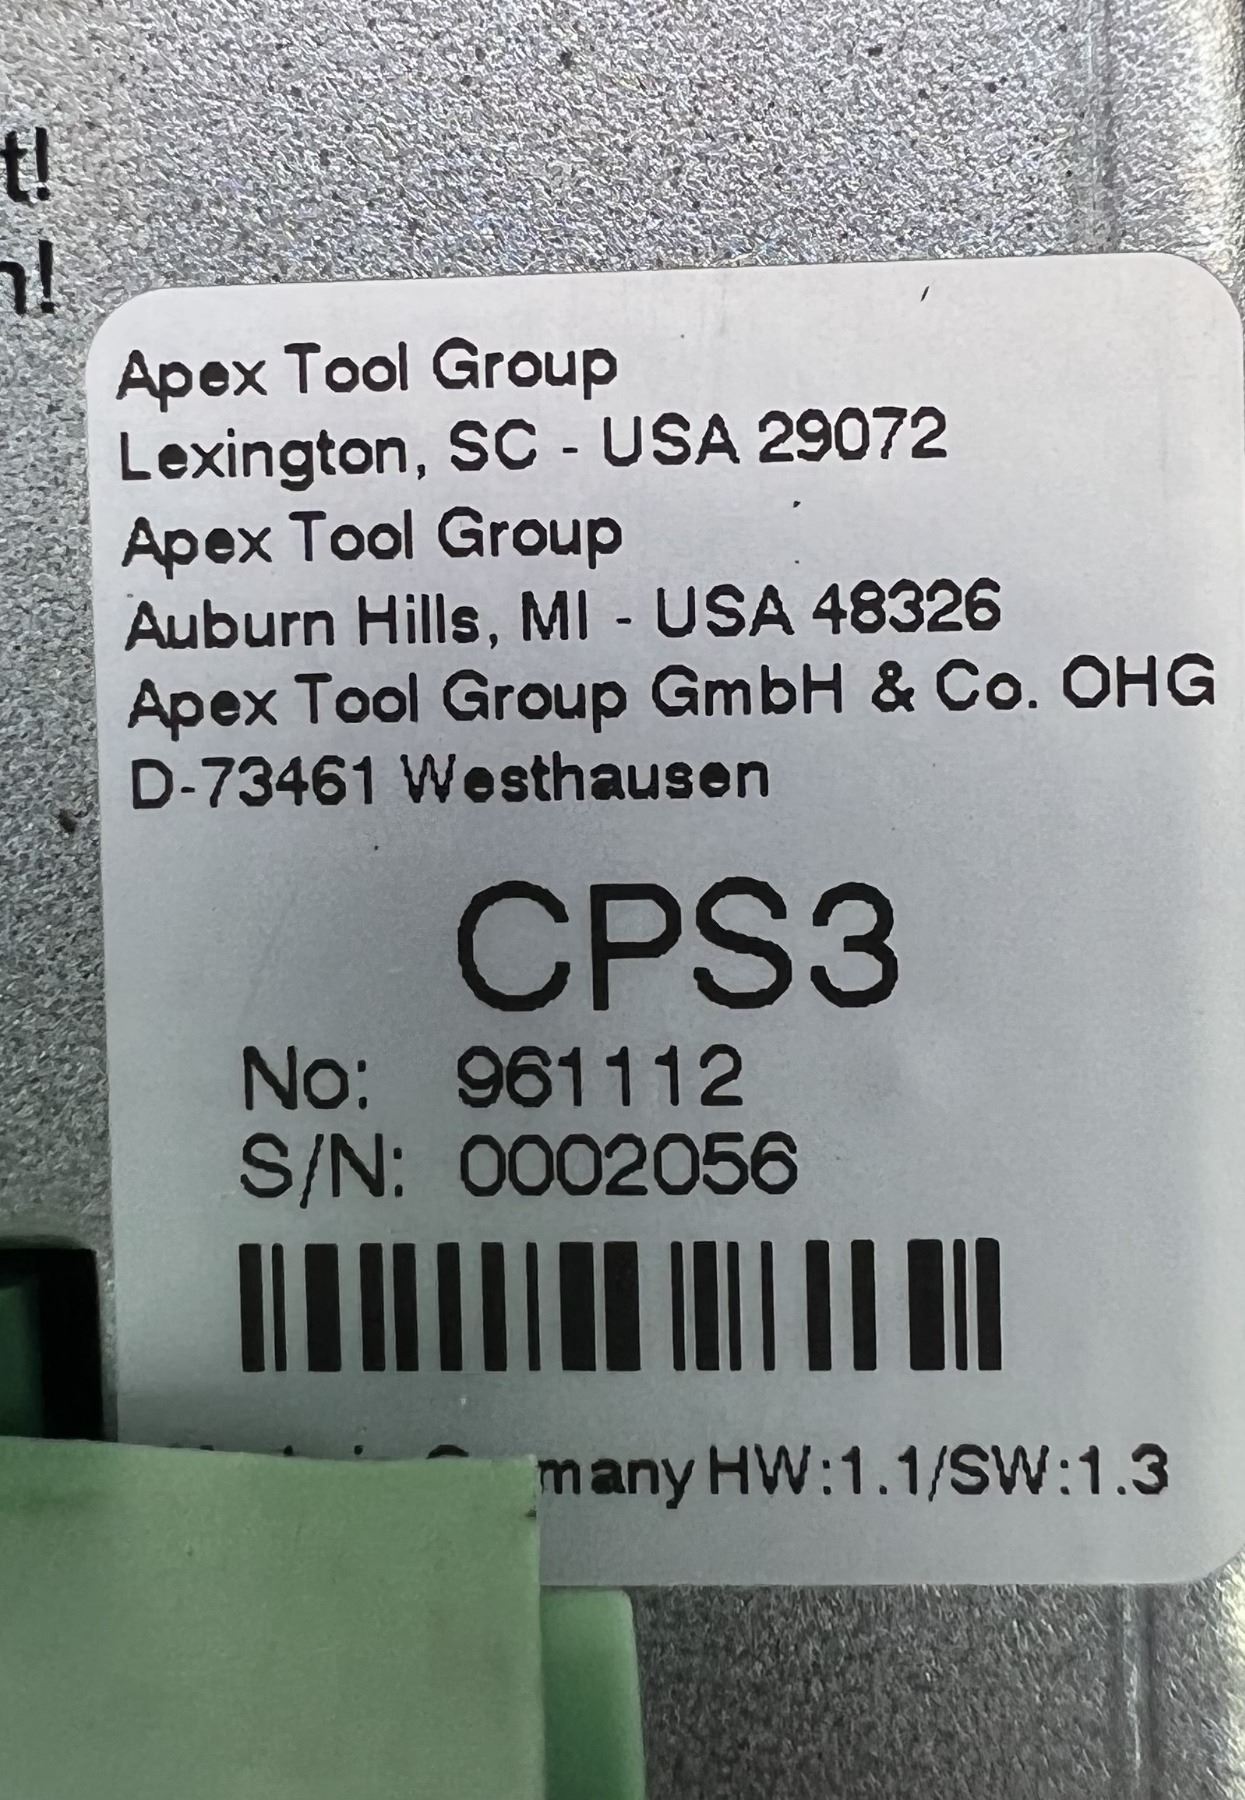 t!
n!
Apex Tool Group
Lexington, SC - USA 29072
Apex Tool Group
Auburn Hills, MI - USA 48326
Apex Tool Group GmbH & Co. OHG
D-73461 Westhausen
CPS3
No: 961112
S/N: 0002056
many HW:1.1/SW:1.3